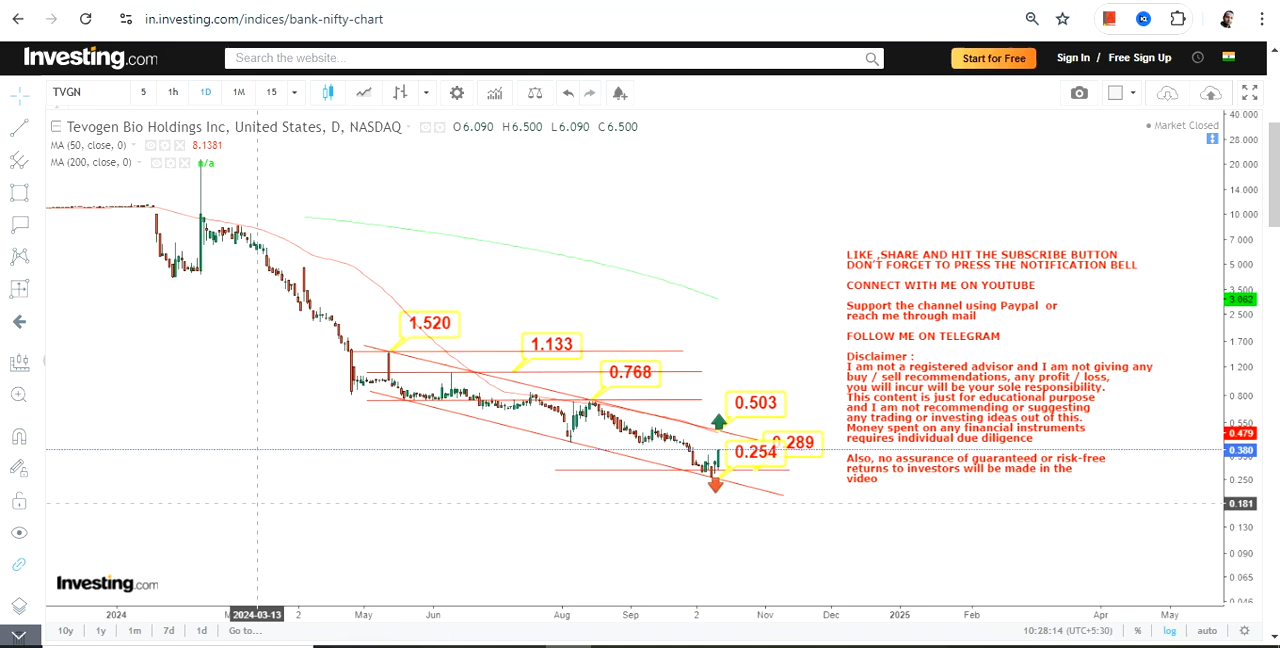 in.investing.com/indices/bank-nifty-chart
Investing.com
Search the website...
Start for Free
Sign In / Free Sign Up
TVGN
5
1h
1D
1M
15
Tevogen Bio Holdings Inc, United States, D, NASDAQ
O6.090 H6.500 L6.090 C6.500
Market Closed
MA (50, close, 0)
8.1381
MA (200, close, 0)
n/a
40.000
28.000
20.000
14.000
10.000
7.000
5.000
3.500
3.062
2.500
1.700
1.200
0.800
0.550
0.479
0.380
0.250
0.181
0.130
0.090
0.065
0.046
1.520
1.133
0.768
0.503
0.289
0.254
LIKE ,SHARE AND HIT THE SUBSCRIBE BUTTON
DON'T FORGET TO PRESS THE NOTIFICATION BELL
CONNECT WITH ME ON YOUTUBE
Support the channel using Paypal or
reach me through mail
FOLLOW ME ON TELEGRAM
Disclaimer :
I am not a registered advisor and I am not giving any
buy / sell recommendations, any profit / loss,
you will incur will be your sole responsibility.
This content is just for educational purpose
and I am not recommending or suggesting
any trading or investing ideas out of this.
Money spent on any financial instruments
requires individual due diligence
Also, no assurance of guaranteed or risk-free
returns to investors will be made in the
video
Investing.com
2024
2024-03-13
2
May
Jun
Aug
Sep
2
Nov
Dec
2025
Feb
Apr
May
10y
1y
1m
7d
1d
Go to...
10:28:14 (UTC+5:30)
%
log
auto